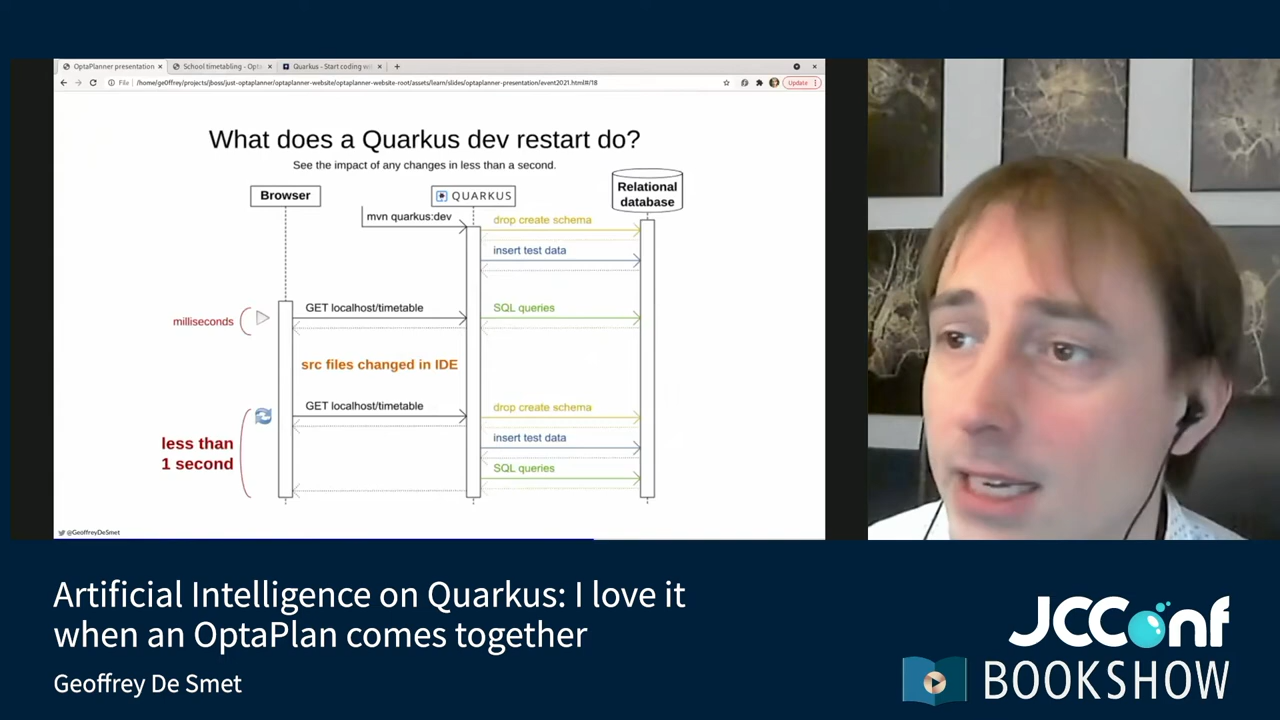 OptaPlanner presentation
School timetabling - Opt
Quarkus - Start coding w
File
/home/ge0ffrey/projects/jboss/just-optaplanner/optaplanner-website/optaplanner-website-root/assets/learn/slides/optaplanner-presentation/event2021.html#/18
Update
What does a Quarkus dev restart do?
See the impact of any changes in less than a second.
Browser
QUARKUS
Relational
database
mvn quarkus:dev
drop create schema
insert test data
milliseconds
GET localhost/timetable
SQL queries
src files changed in IDE
GET localhost/timetable
drop create schema
less than
1 second
insert test data
SQL queries
@GeoffreyDeSmet
Artificial Intelligence on Quarkus: I love it
when an OptaPlan comes together
Geoffrey De Smet
JCConf
BOOKSHOW